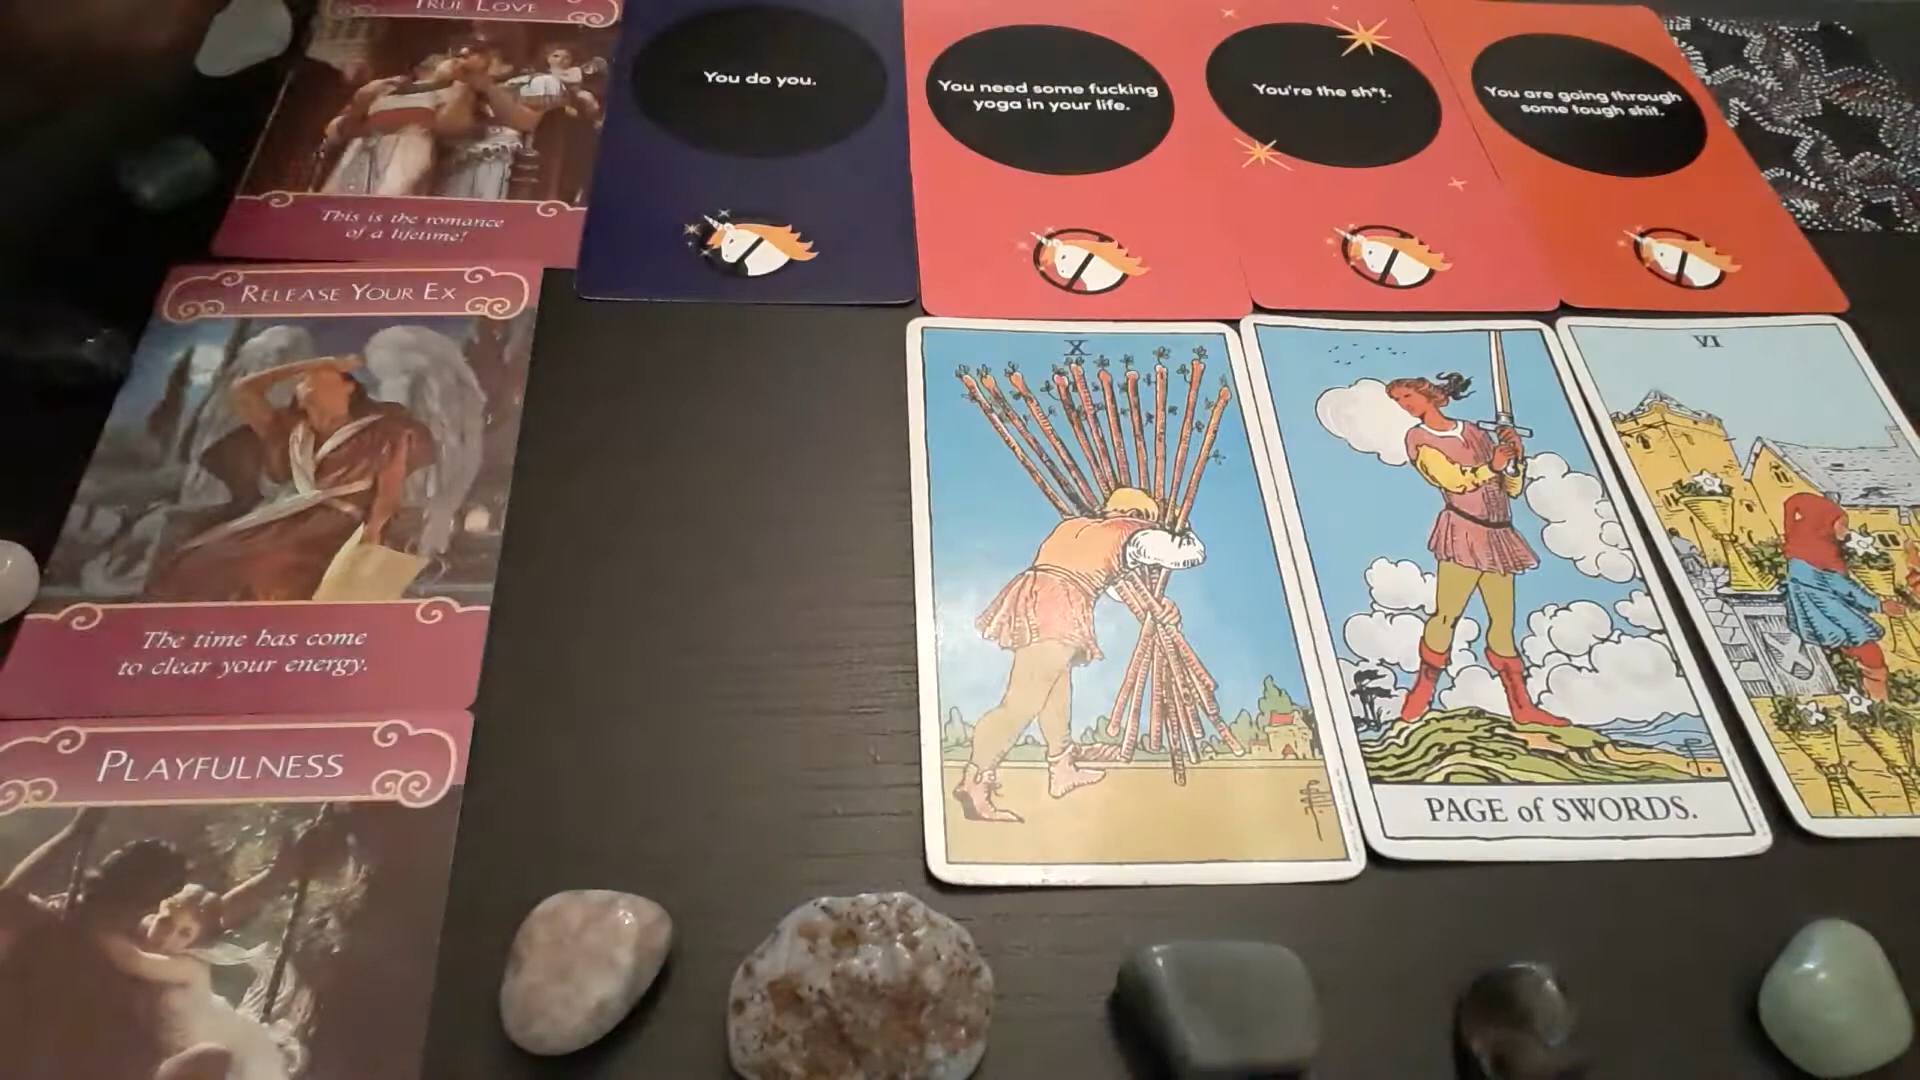 TRUE LOVE
This is the romance
of a lifetime!
You do you.
You need some fucking
yoga in your life.
You're the sh*t.
You are going through
some tough shit.
RELEASE YOUR EX
The time has come
to clear your energy.
PLAYFULNESS
X
PAGE of SWORDS.
VI